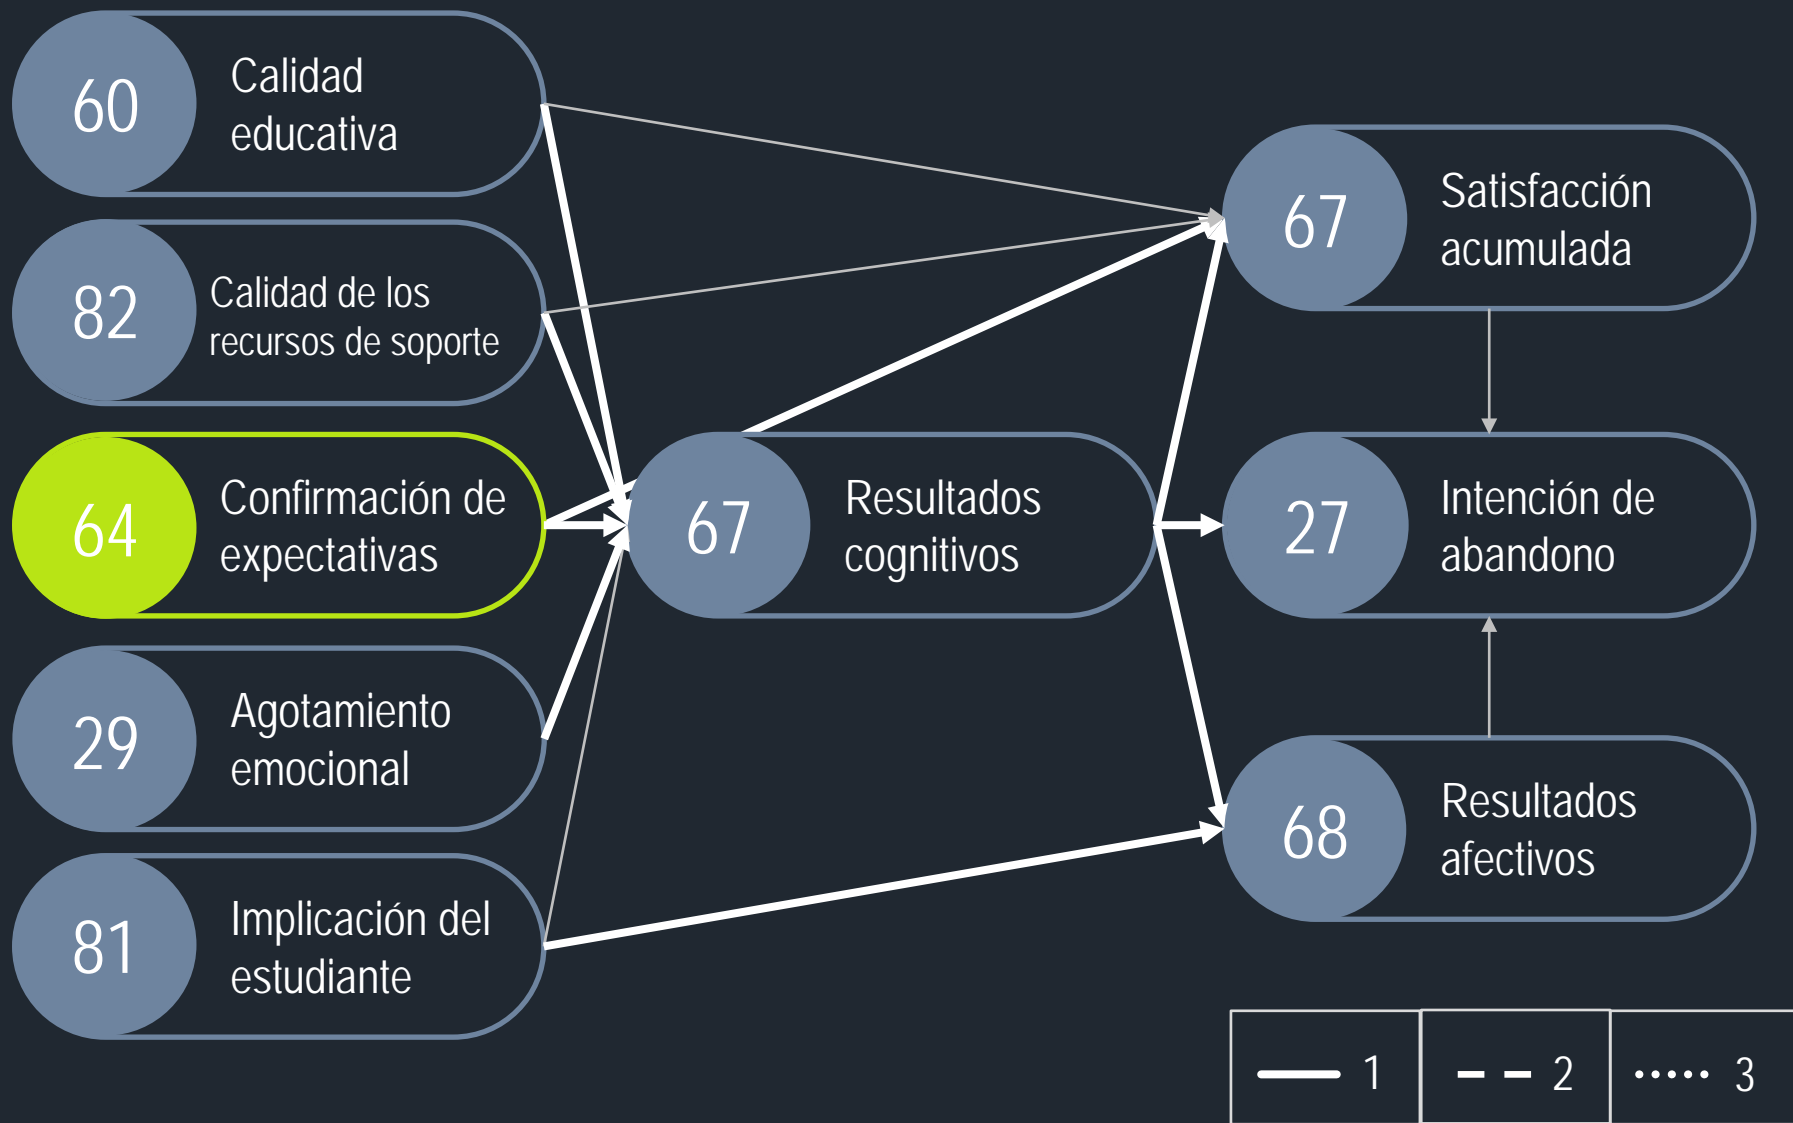 60
Calidad
educativa
82
Calidad de los
recursos de soporte
64
Confirmación de
expectativas
29
Agotamiento
emocional
81
Implicación del
estudiante
67
Resultados
cognitivos
67
Satisfacción
acumulada
27
Intención de
abandono
68
Resultados
afectivos
1
2
3